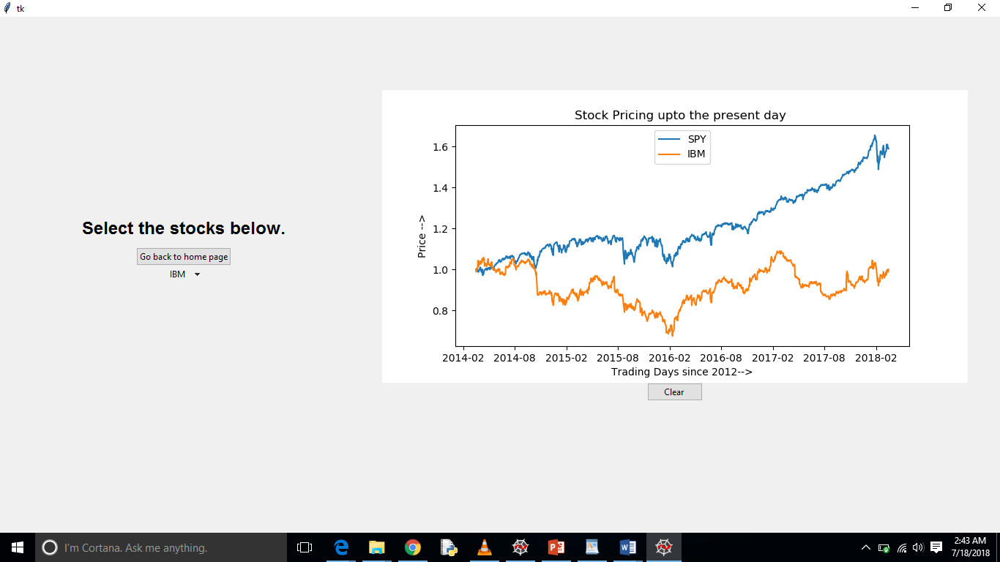 tk
Select the stocks below.
Go back to home page
IBM
Stock Pricing upto the present day
SPY
IBM
Price -->
1.6
1.4
1.2
1.0
0.8
2014-02 2014-08 2015-02 2015-08 2016-02 2016-08 2017-02 2017-08 2018-02
Trading Days since 2012-->
Clear
I'm Cortana. Ask me anything.
2:43 AM
7/18/2018